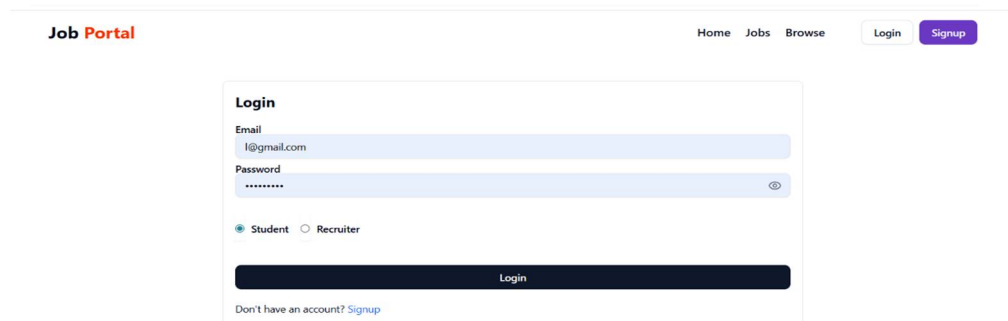 Job Portal
Home Jobs Browse Login Signup
Login
Email
l@gmail.com
Password
•••••••••
Student Recruiter
Login
Don't have an account? Signup